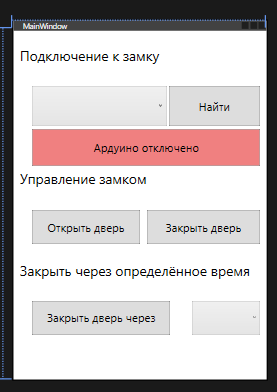 MainWindow
Подключение к замку
Найти
Ардуино отключено
Управление замком
Открыть дверь
Закрыть дверь
Закрыть через определённое время
Закрыть дверь через